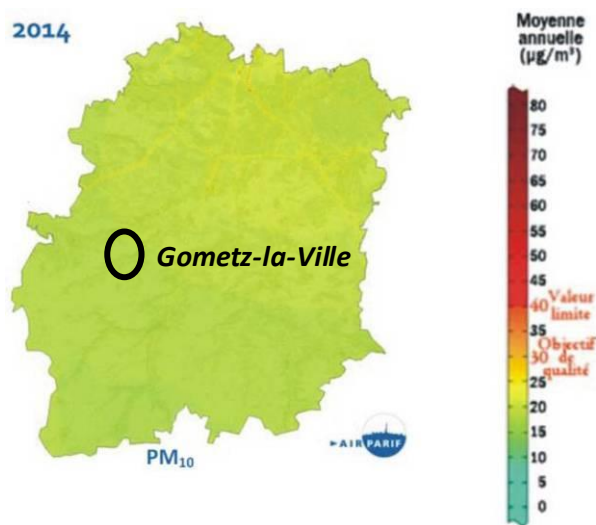 2014
Gometz-la-Ville
PM₁₀
AIRPARIF
Moyenne
annuelle
(µg/m³)
80
75
70
65
60
55
50
45
40 Valeur
limite
35
Objectif
30 de
qualité
25
20
15
10
5
0